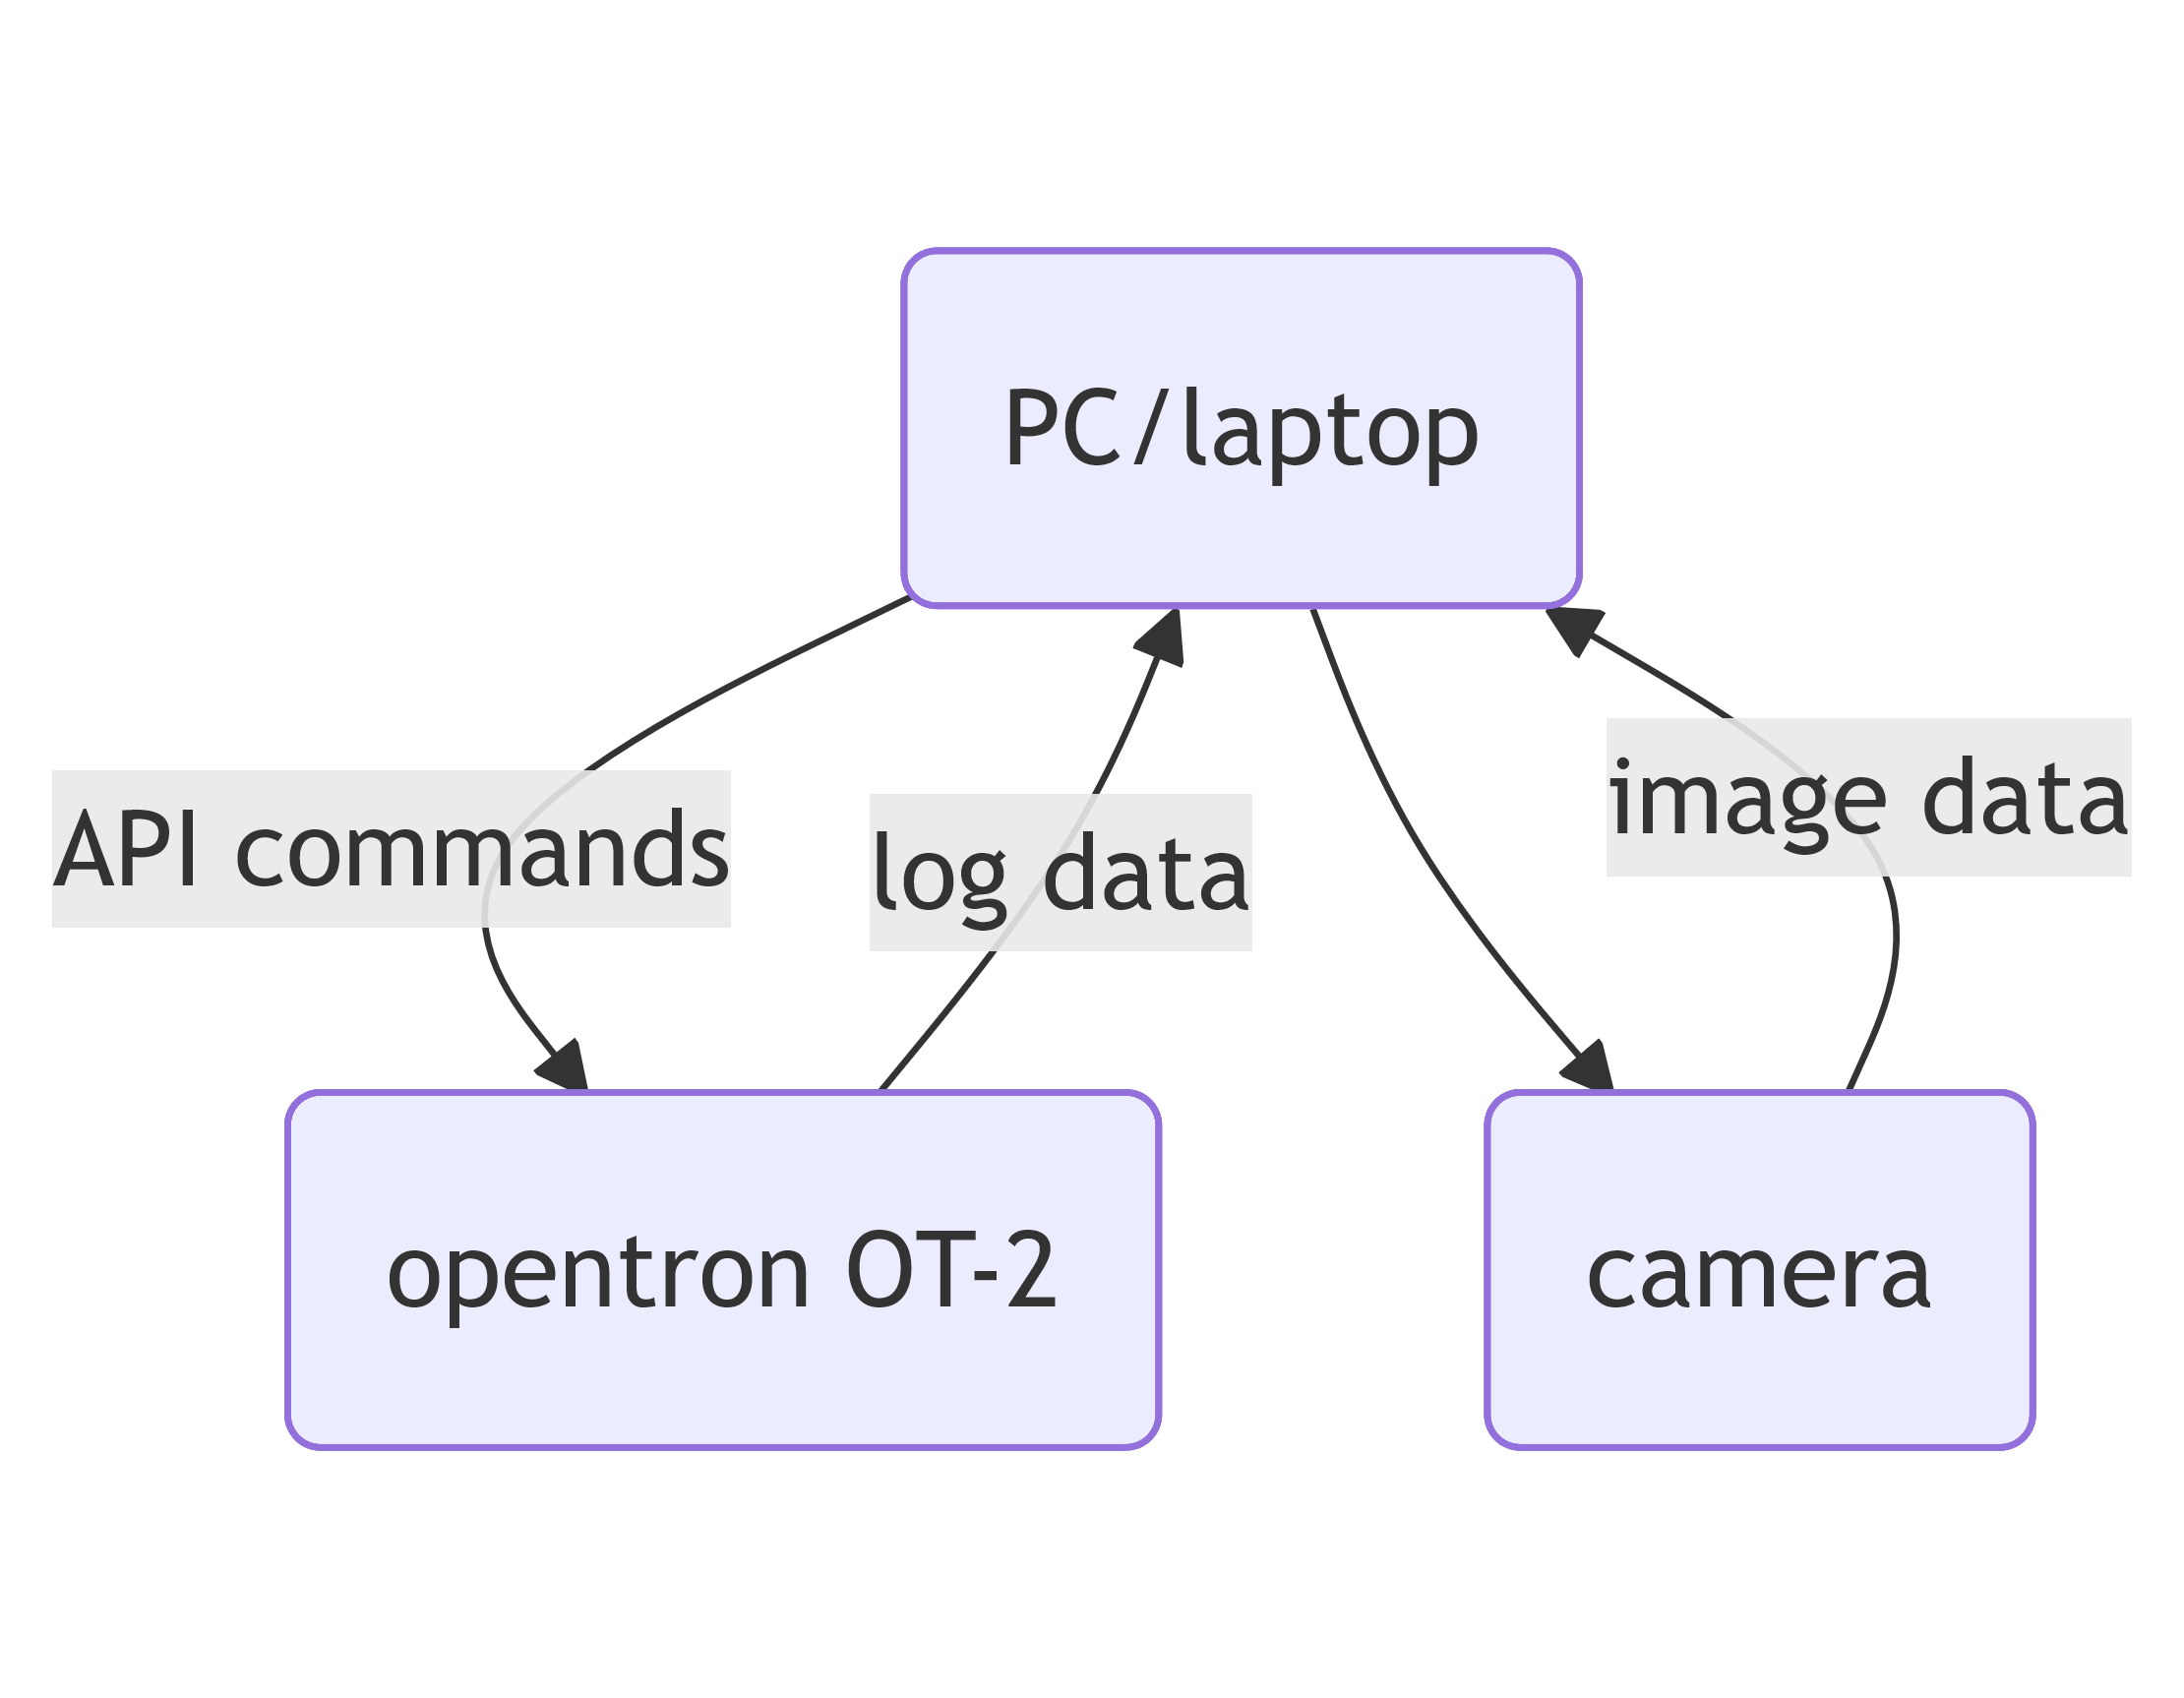 PC/laptop
API commands
log data
image data
opentron OT-2
camera